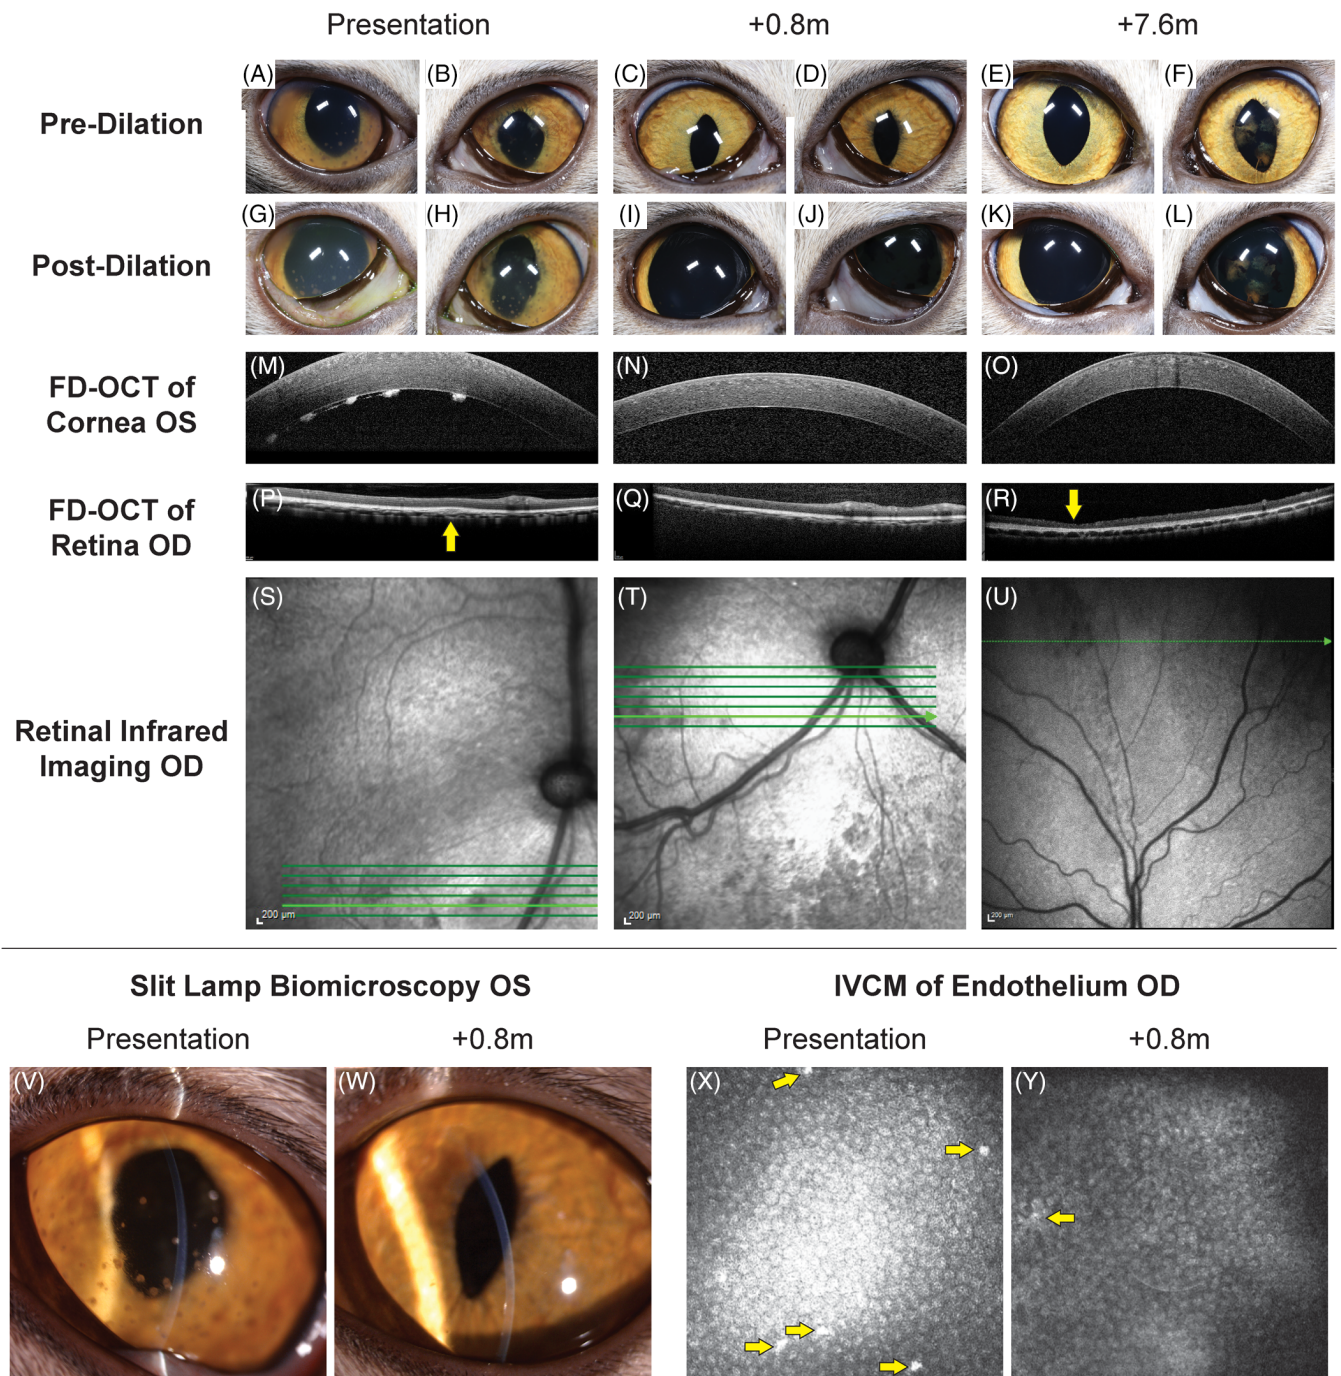 Presentation +0.8m +7.6m
Pre-Dilation
(A) (B) (C) (D) (E) (F)
Post-Dilation
(G) (H) (I) (J) (K) (L)
FD-OCT of
Cornea OS
(M) (N) (O)
FD-OCT of
Retina OD
(P) (Q) (R)
Retinal Infrared
Imaging OD
(S) (T) (U)
200 µm 200 µm 200 µm
Slit Lamp Biomicroscopy OS IVCM of Endothelium OD
Presentation +0.8m Presentation +0.8m
(V) (W) (X) (Y)